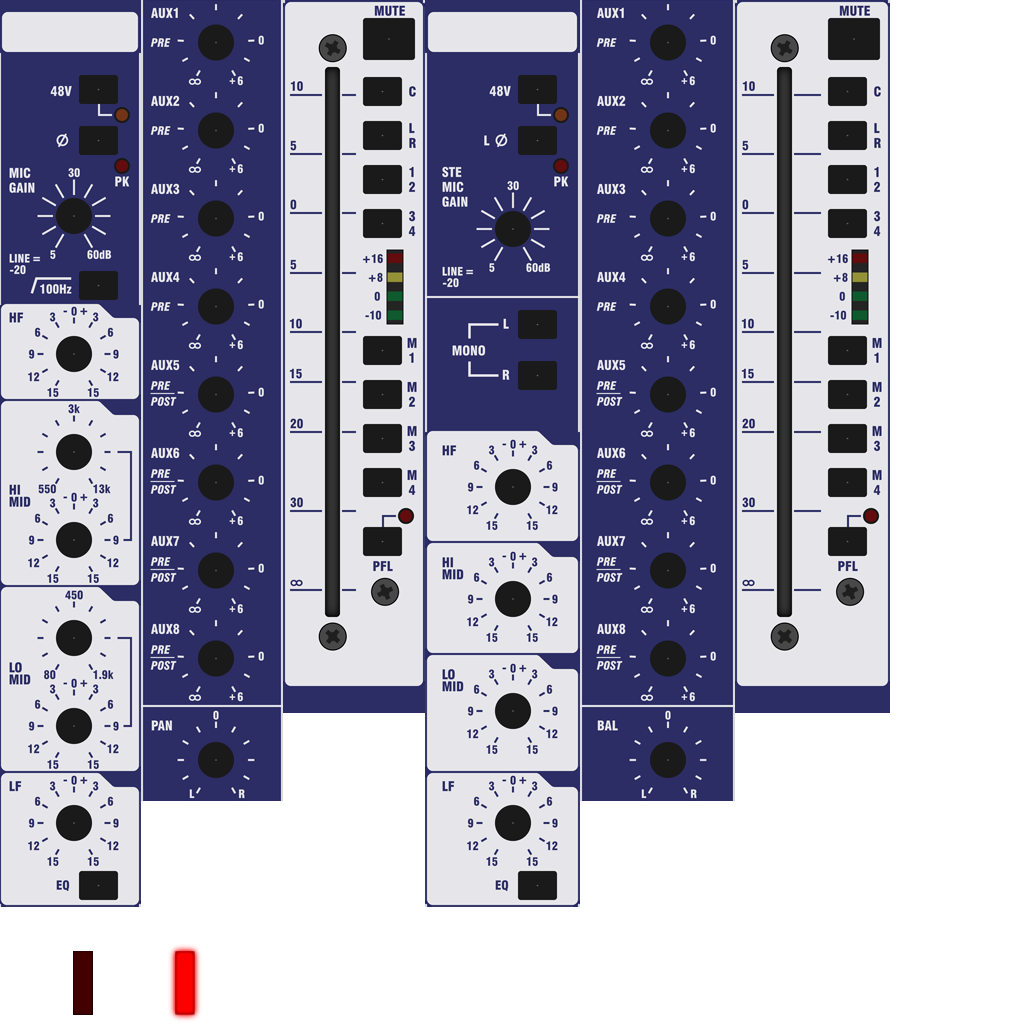 48V
Ø
PK
MIC
GAIN
30
5
60dB
LINE =
-20
100Hz
HF
- 0 +
3 3
6 6
9 9
12 12
15 15
3k
HI
MID
550
13k
- 0 +
3 3
6 6
9 9
12 12
15 15
450
LO
MID
80
1.9k
- 0 +
3 3
6 6
9 9
12 12
15 15
LF
- 0 +
3 3
6 6
9 9
12 12
15 15
EQ
AUX1
PRE
0
∞ +6
AUX2
PRE
0
∞ +6
AUX3
PRE
0
∞ +6
AUX4
PRE
0
∞ +6
AUX5
PRE
POST
0
∞ +6
AUX6
PRE
POST
0
∞ +6
AUX7
PRE
POST
0
∞ +6
AUX8
PRE
POST
0
∞ +6
PAN
0
L R
MUTE
10
C
L
R
5
1
2
0
3
4
+16
+8
0
-10
5
10
M
1
15
M
2
20
M
3
M
4
30
PFL
∞
48V
L Ø
PK
STE
MIC
GAIN
30
5
60dB
LINE =
-20
MONO
L
R
HF
- 0 +
3 3
6 6
9 9
12 12
15 15
HI
MID
- 0 +
3 3
6 6
9 9
12 12
15 15
LO
MID
- 0 +
3 3
6 6
9 9
12 12
15 15
LF
- 0 +
3 3
6 6
9 9
12 12
15 15
EQ
AUX1
PRE
0
∞ +6
AUX2
PRE
0
∞ +6
AUX3
PRE
0
∞ +6
AUX4
PRE
0
∞ +6
AUX5
PRE
POST
0
∞ +6
AUX6
PRE
POST
0
∞ +6
AUX7
PRE
POST
0
∞ +6
AUX8
PRE
POST
0
∞ +6
BAL
0
L R
MUTE
10
C
L
R
5
1
2
0
3
4
+16
+8
0
-10
5
10
M
1
15
M
2
20
M
3
M
4
30
PFL
∞